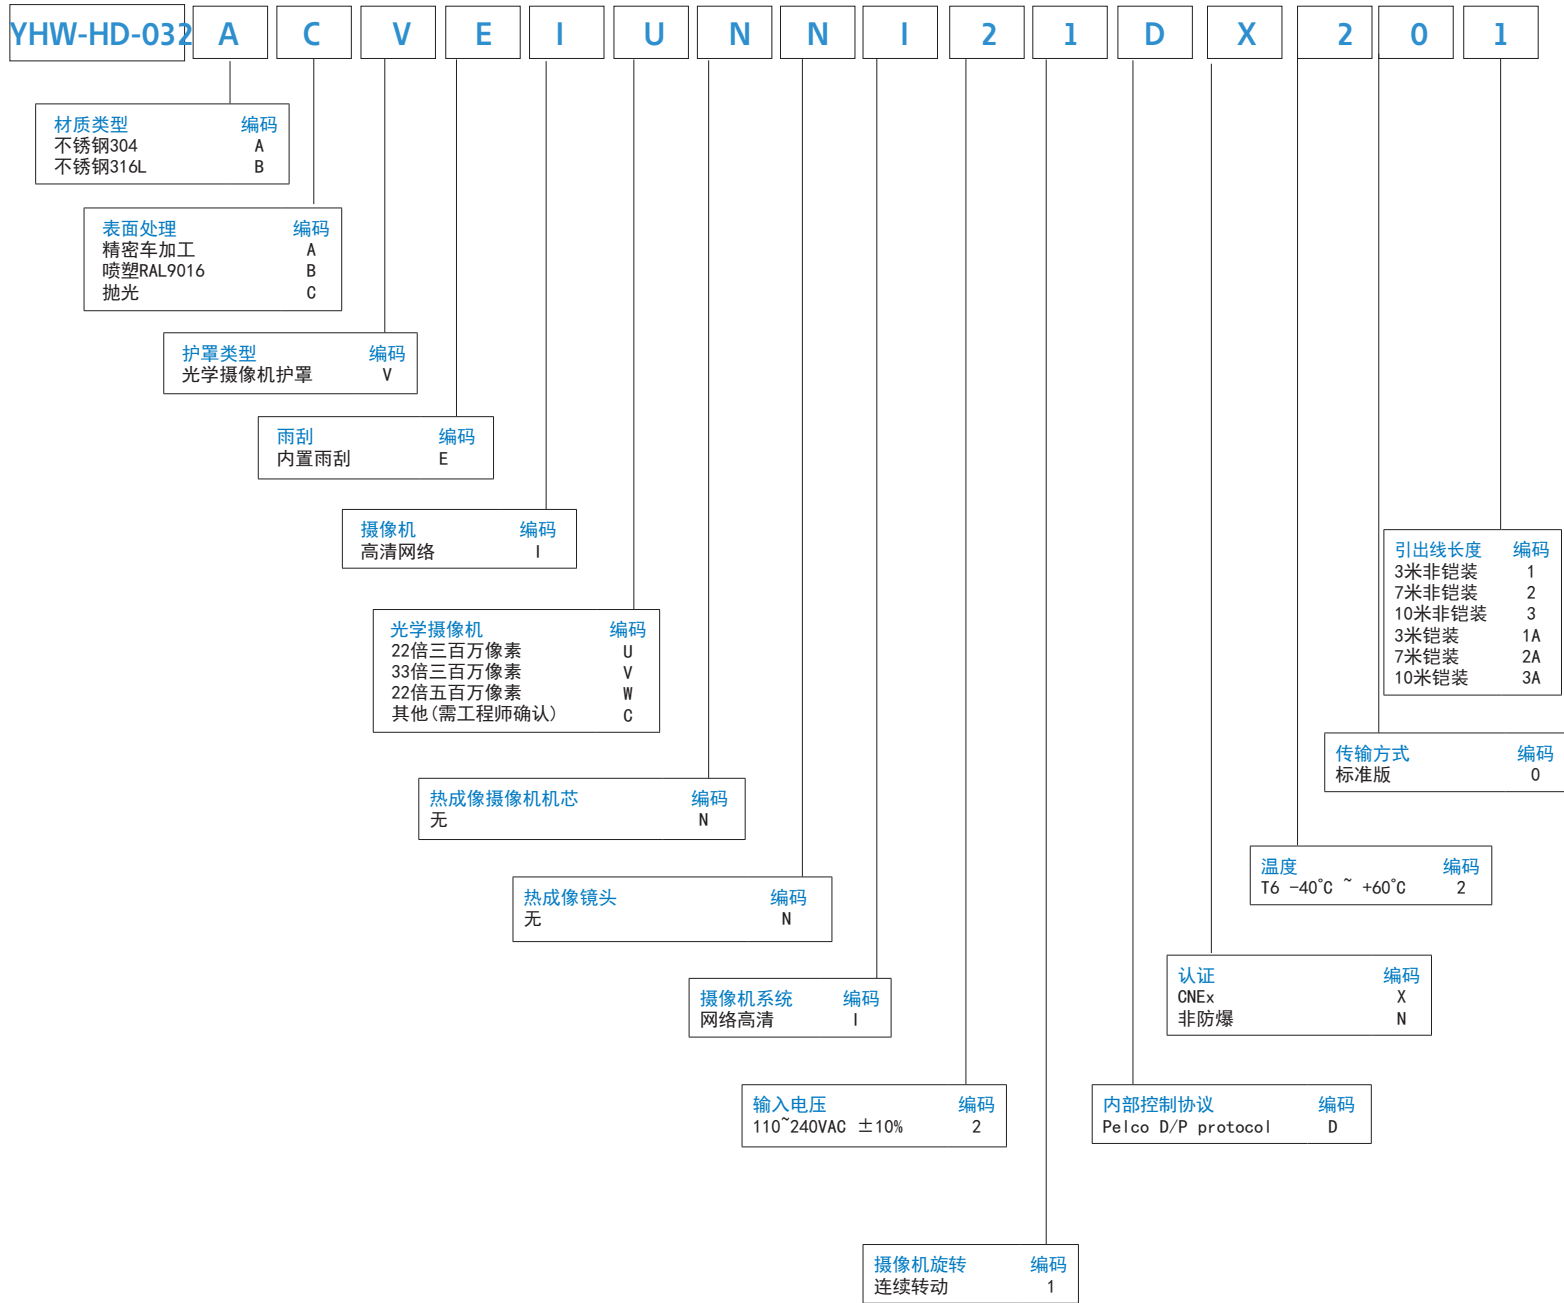 YHW-HD-032 A C V E I U N N I 2 1 D X 2 0 1
材质类型 编码
不锈钢304 A
不锈钢316L B
表面处理 编码
精密车加工 A
喷塑RAL9016 B
抛光 C
护罩类型 编码
光学摄像机护罩 V
雨刮 编码
内置雨刮 E
摄像机 编码
高清网络 I
光学摄像机 编码
22倍三百万像素 U
33倍三百万像素 V
22倍五百万像素 W
其他(需工程师确认) C
热成像摄像机机芯 编码
无 N
热成像镜头 编码
无 N
摄像机系统 编码
网络高清 I
输入电压 编码
110~240VAC ±10% 2
摄像机旋转 编码
连续转动 1
内部控制协议 编码
Pelco D/P protocol D
认证 编码
CNEx X
非防爆 N
温度 编码
T6 -40℃ ~ +60℃ 2
传输方式 编码
标准版 0
引出线长度 编码
3米非铠装 1
7米非铠装 2
10米非铠装 3
3米铠装 1A
7米铠装 2A
10米铠装 3A